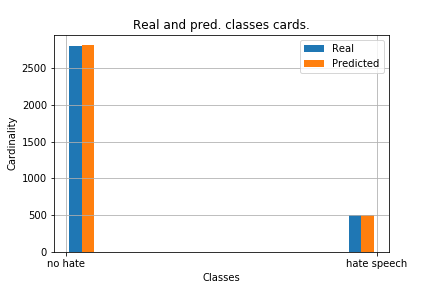 Real and pred. classes cards.
Real
Predicted
Cardinality
2500
2000
1500
1000
500
0
no hate
hate speech
Classes